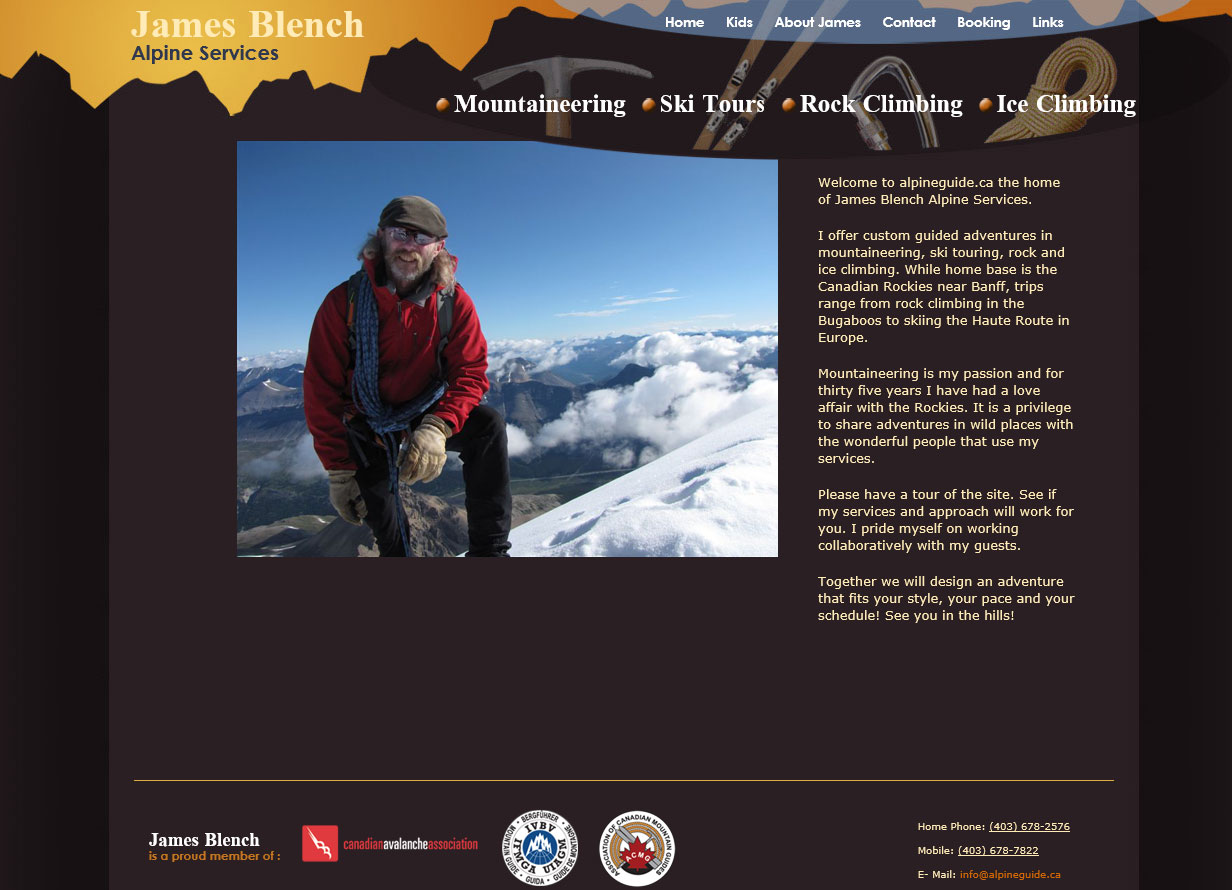 James Blench
Alpine Services
Home Kids About James Contact Booking Links
Mountaineering Ski Tours Rock Climbing Ice Climbing
Welcome to alpineguide.ca the home
of James Blench Alpine Services.
I offer custom guided adventures in
mountaineering, ski touring, rock and
ice climbing. While home base is the
Canadian Rockies near Banff, trips
range from rock climbing in the
Bugaboos to skiing the Haute Route in
Europe.
Mountaineering is my passion and for
thirty five years I have had a love
affair with the Rockies. It is a privilege
to share adventures in wild places with
the wonderful people that use my
services.
Please have a tour of the site. See if
my services and approach will work for
you. I pride myself on working
collaboratively with my guests.
Together we will design an adventure
that fits your style, your pace and your
schedule! See you in the hills!
James Blench
is a proud member of :
canadianavalancheassociation
BERGFÜHRER · MOUNTAIN GUIDE · GUIDA · GUIDE DE MONTAGNE
IVBV
UIAGM
IFMGA
ASSOCIATION OF CANADIAN MOUNTAIN GUIDES
ACMG
Home Phone: (403) 678-2576
Mobile: (403) 678-7822
E- Mail: info@alpineguide.ca